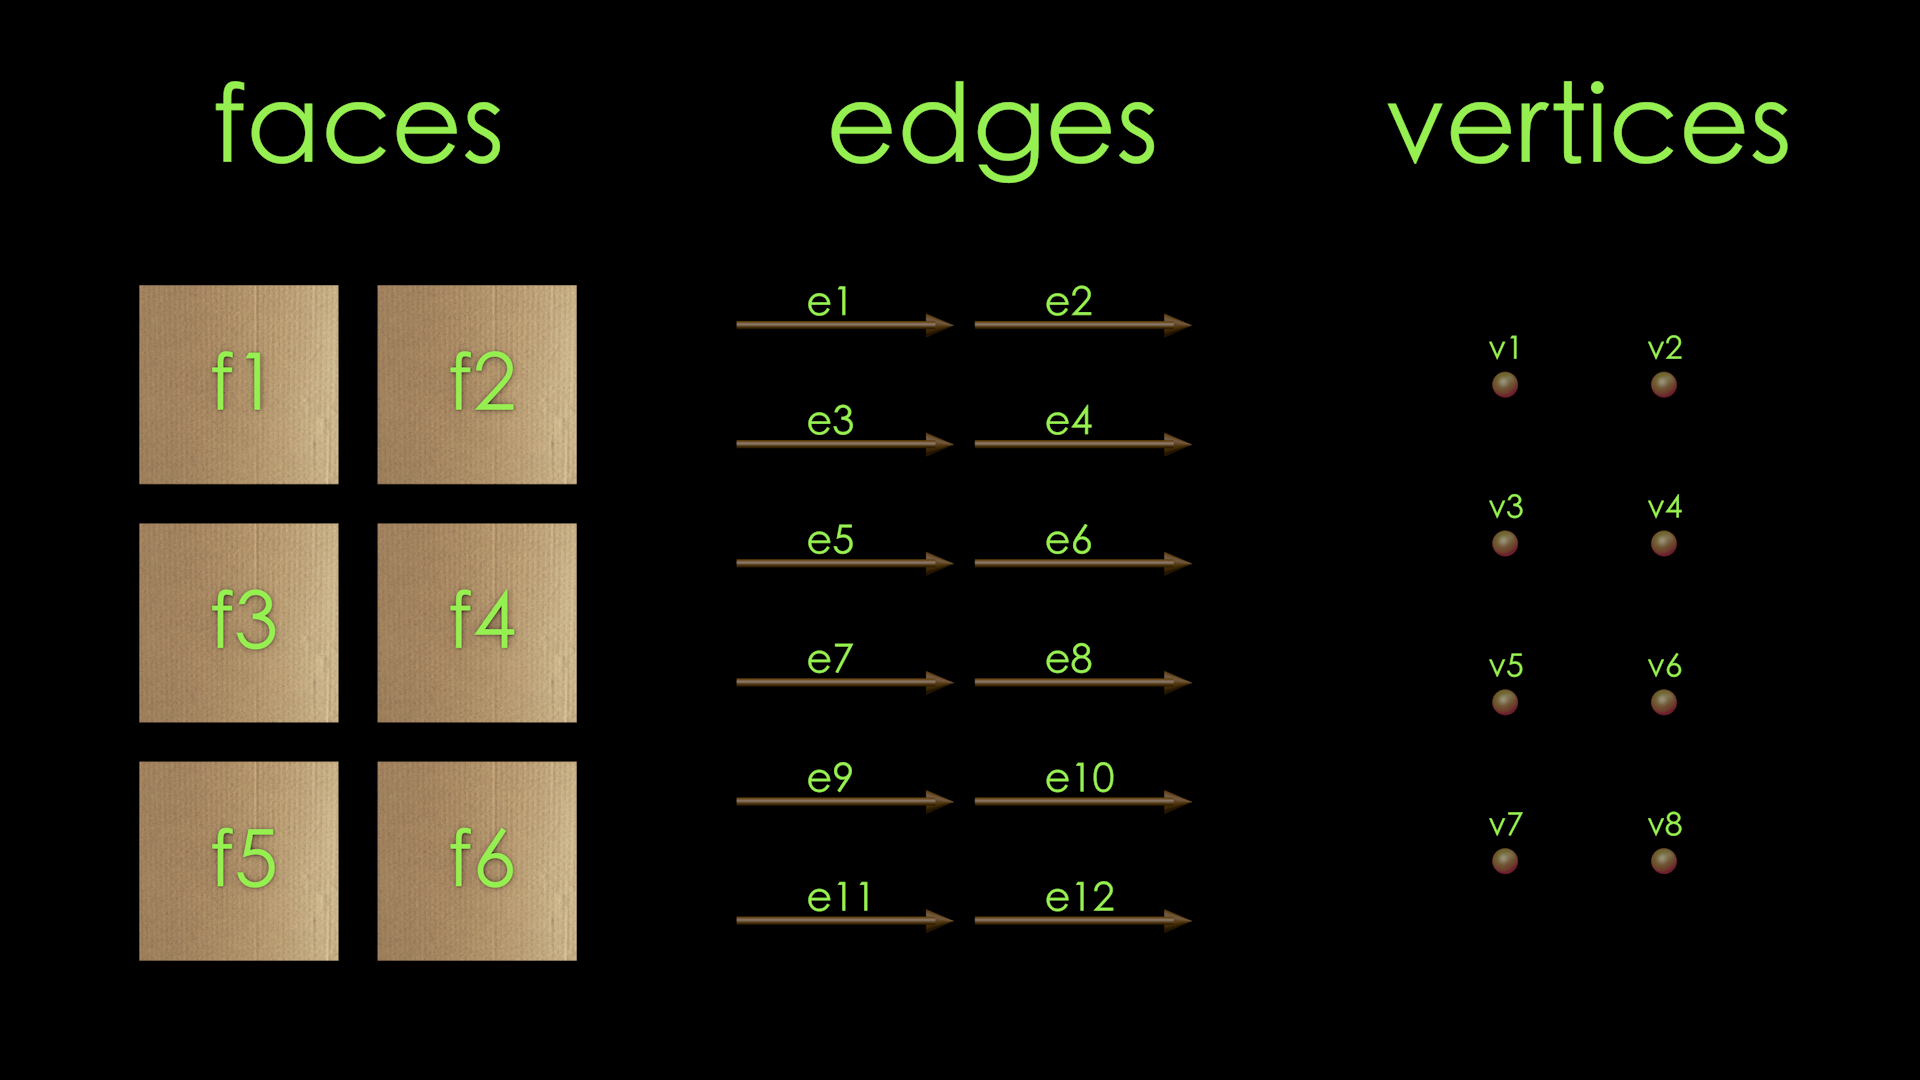 faces edges vertices
f1 f2
f3 f4
f5 f6
e1 e2
e3 e4
e5 e6
e7 e8
e9 e10
e11 e12
v1 v2
v3 v4
v5 v6
v7 v8